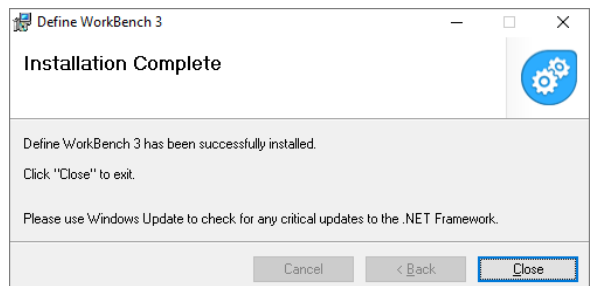 Define WorkBench 3
Installation Complete
Define WorkBench 3 has been successfully installed.
Click "Close" to exit.
Please use Windows Update to check for any critical updates to the .NET Framework.
Cancel
< Back
Close